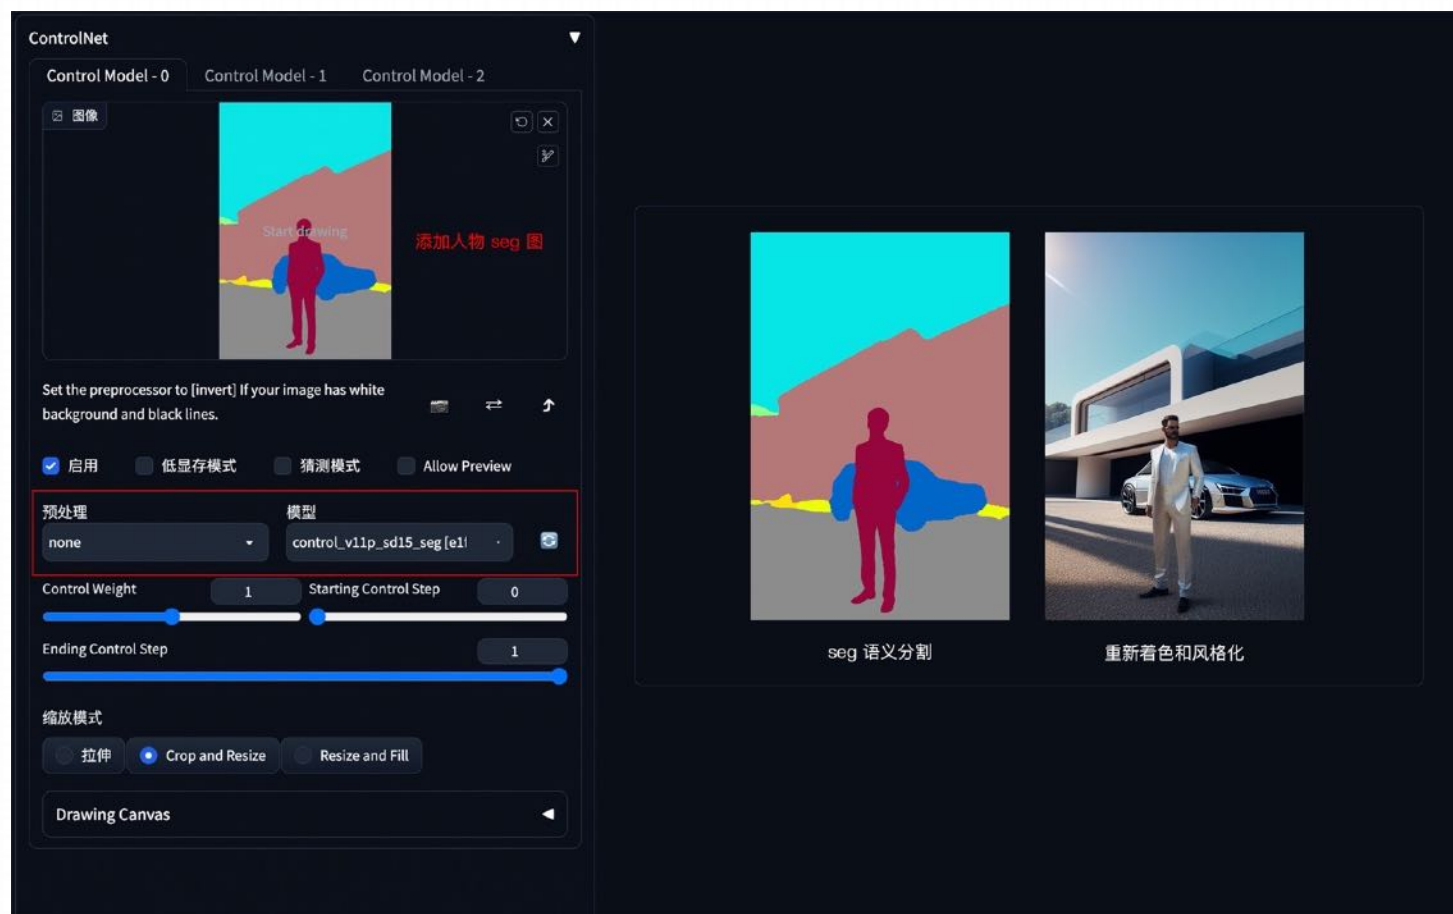 ControlNet
Control Model - 0
Control Model - 1
Control Model - 2
图像
Start drawing
添加人物 seg 图
Set the preprocessor to [invert] If your image has white
background and black lines.
启用
低显存模式
猜测模式
Allow Preview
预处理
模型
none
control_v11p_sd15_seg [e1f
Control Weight
1
Starting Control Step
0
Ending Control Step
1
缩放模式
拉伸
Crop and Resize
Resize and Fill
Drawing Canvas
seg 语义分割
重新着色和风格化